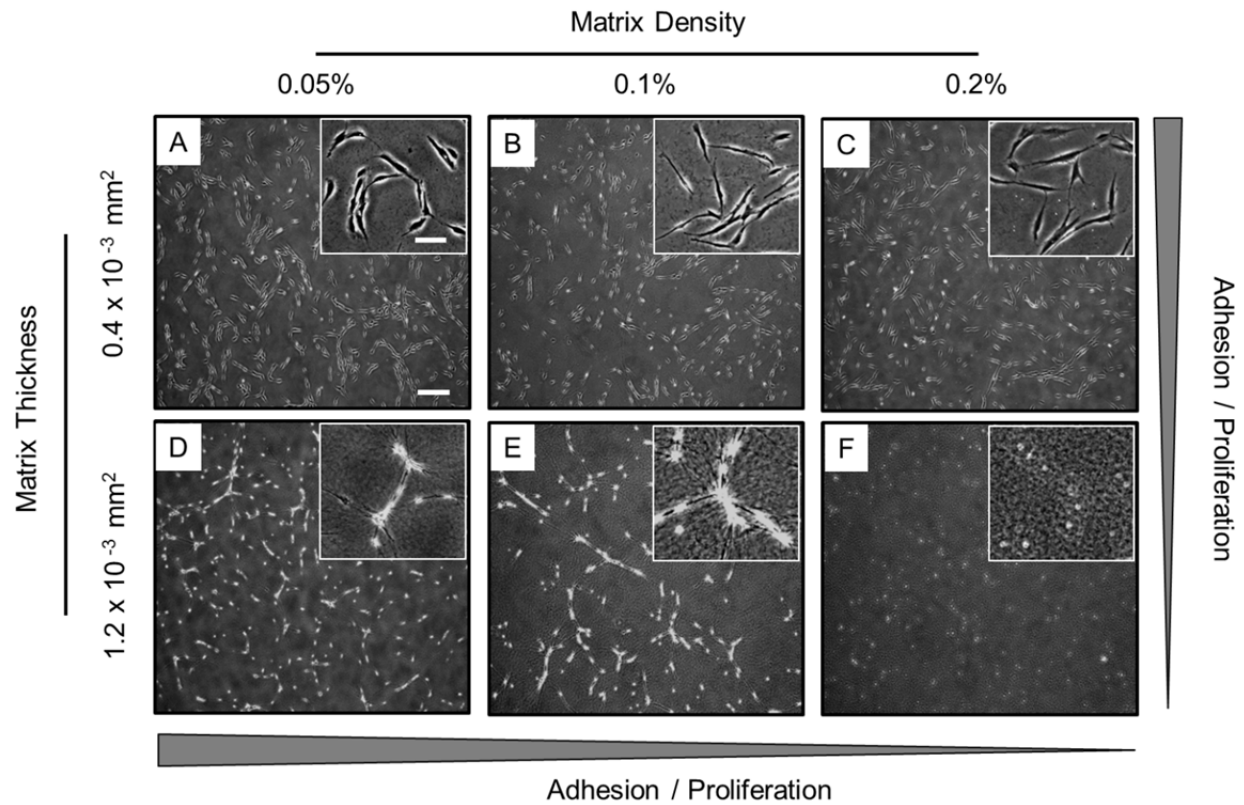 Matrix Density
0.05%
0.1%
0.2%
A
B
C
Matrix Thickness
0.4 x 10⁻³ mm²
1.2 x 10⁻³ mm²
D
E
F
Adhesion / Proliferation
Adhesion / Proliferation